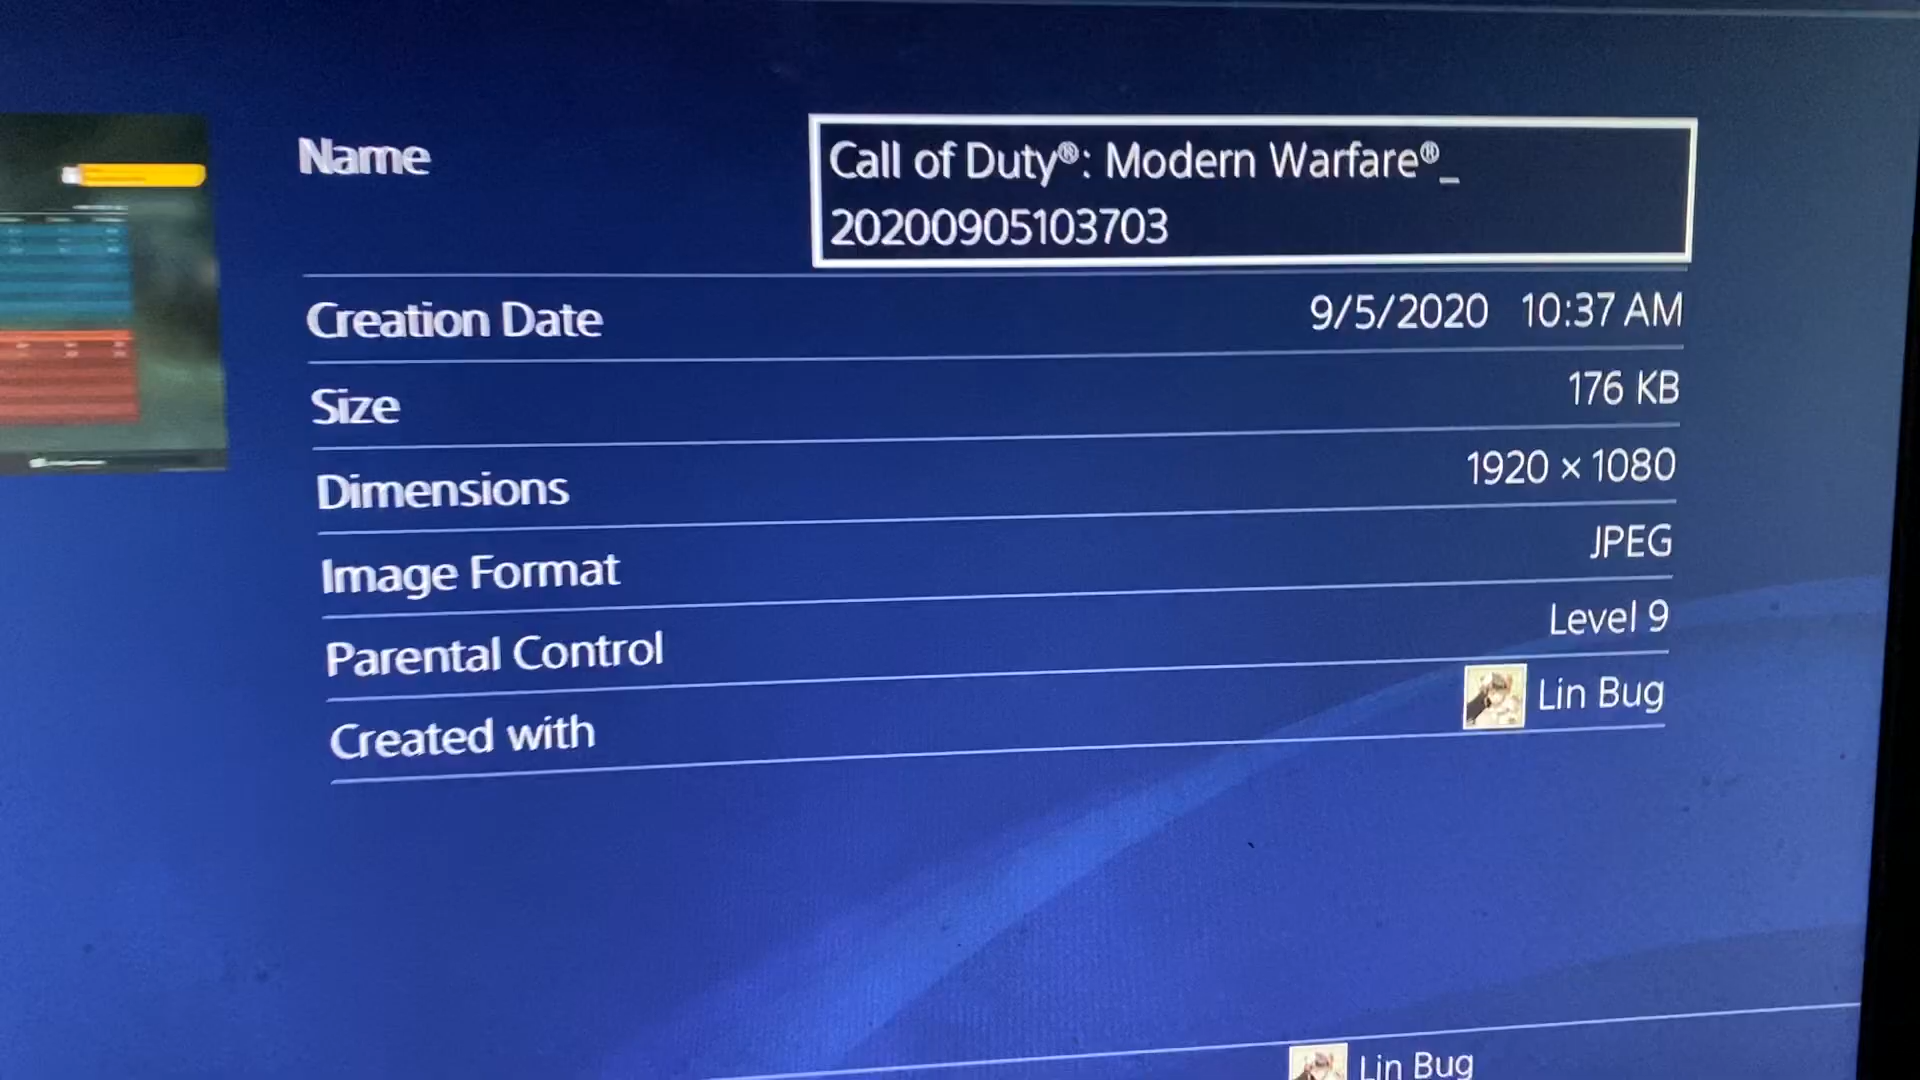 Name
Call of Duty®: Modern Warfare®_
20200905103703
Creation Date
9/5/2020 10:37 AM
Size
176 KB
Dimensions
1920 × 1080
Image Format
JPEG
Parental Control
Level 9
Created with
Lin Bug
Lin Bug